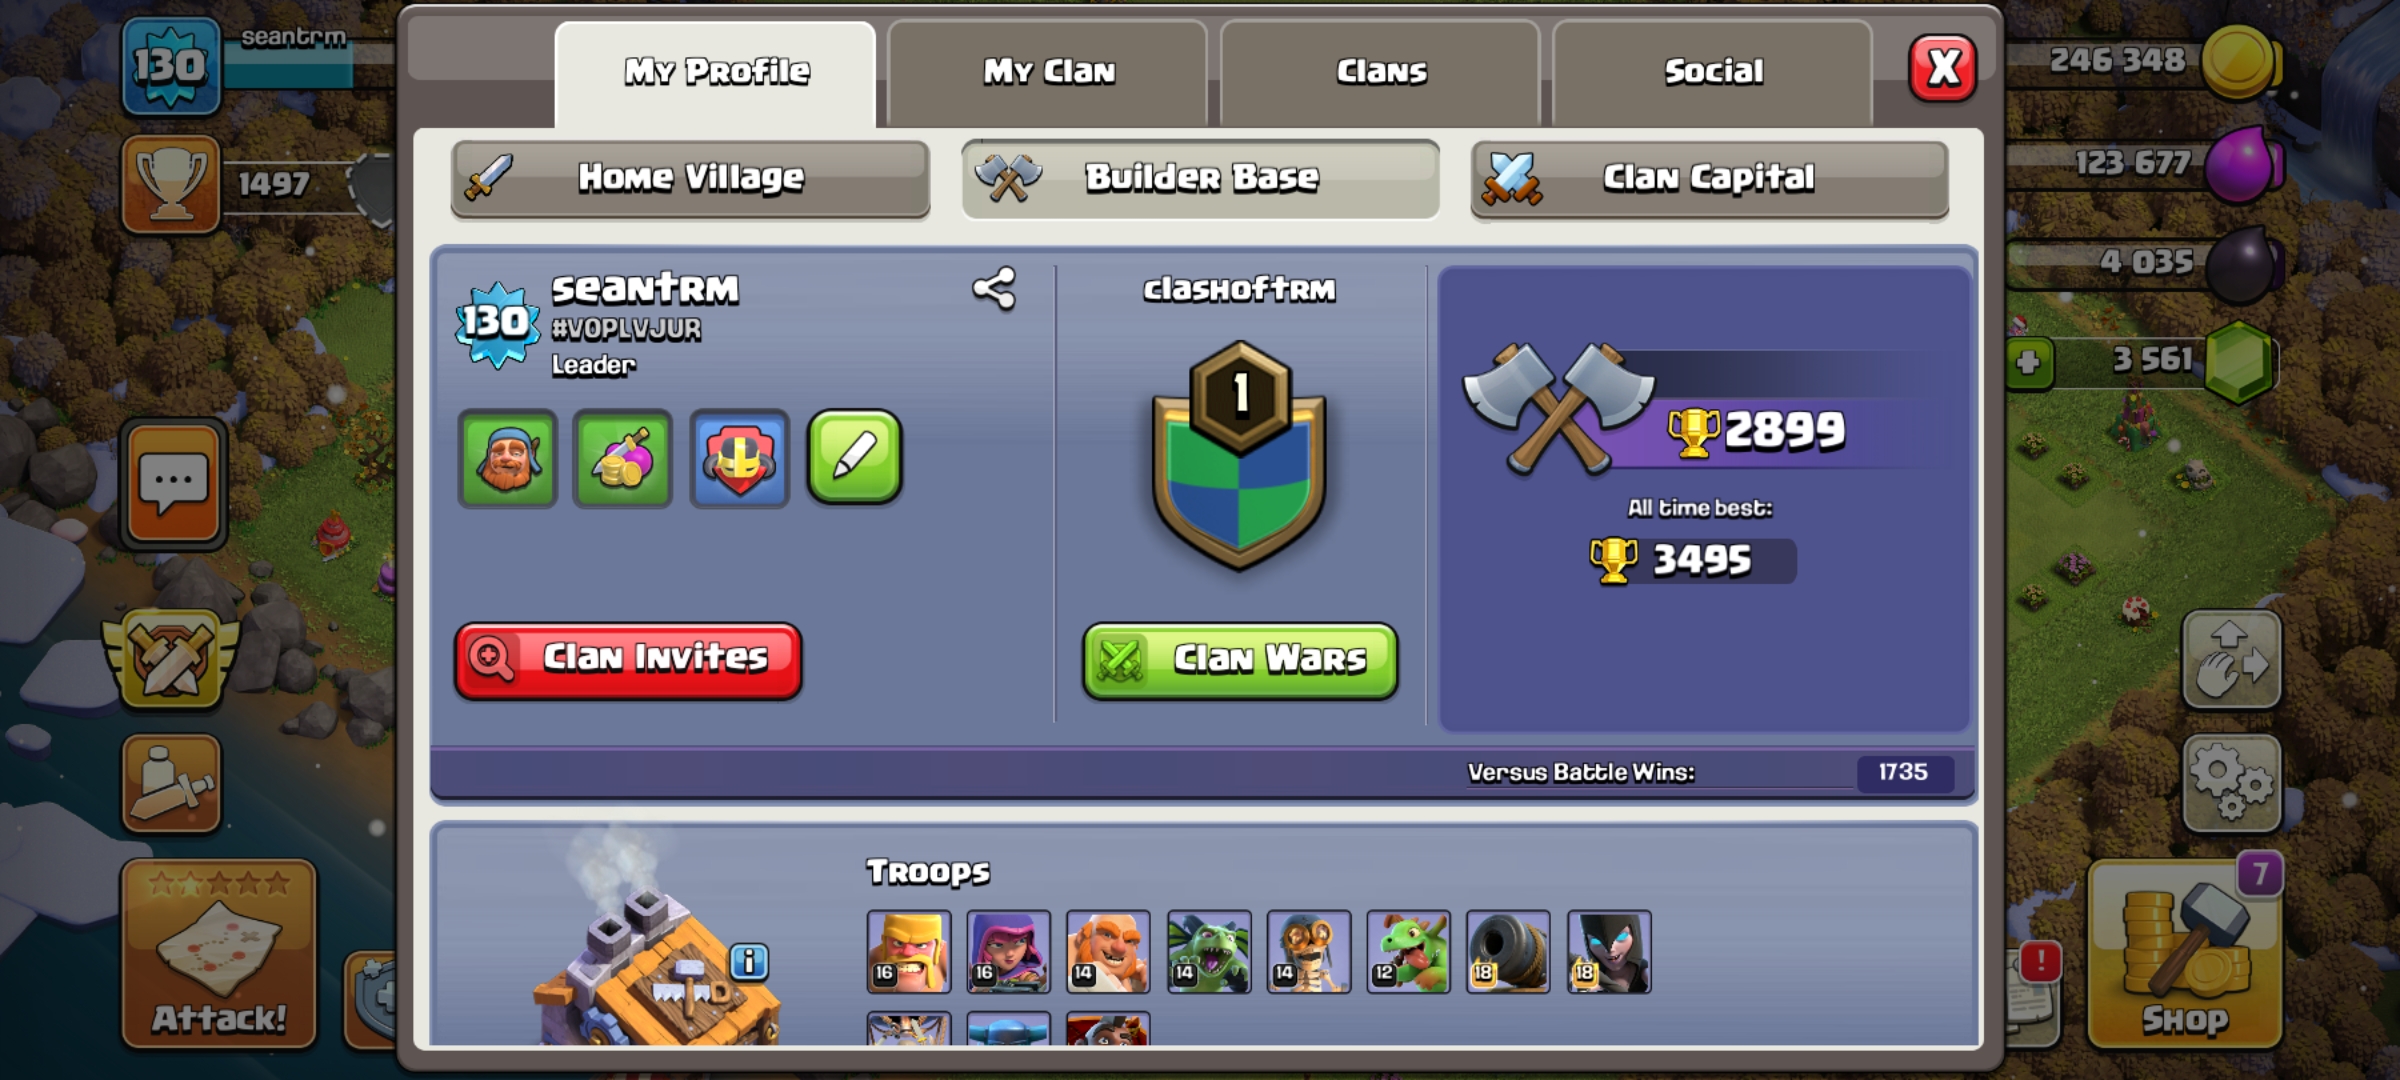 130
seantrm
My Profile
My Clan
Clans
Social
X
246 348
1497
Home Village
Builder Base
Clan Capital
123 677
4 035
3 561
130
seantrm
#V0PLVJUR
Leader
clashoftrm
1
2899
All time best:
3495
Clan Invites
Clan Wars
Versus Battle Wins:
1735
Troops
16
16
14
14
14
12
18
18
i
Attack!
7
!
Shop